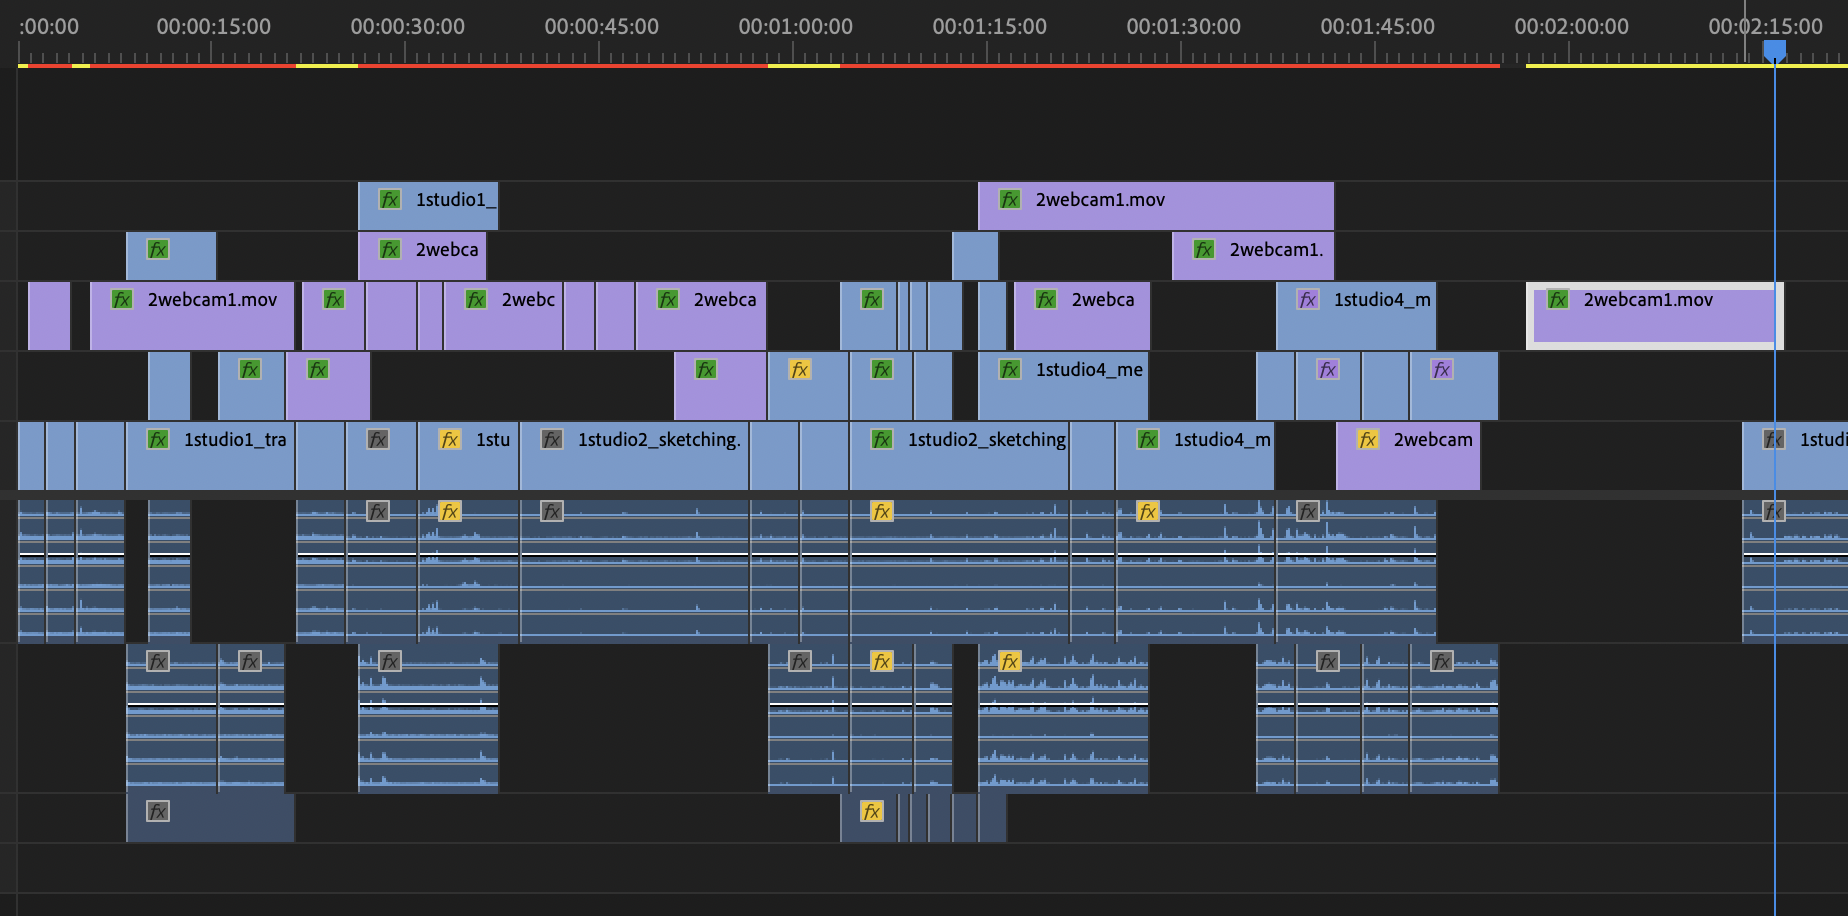 :00:00 00:00:15:00 00:00:30:00 00:00:45:00 00:01:00:00 00:01:15:00 00:01:30:00 00:01:45:00 00:02:00:00 00:02:15:00
fx 1studio1_ fx 2webcam1.mov
fx fx 2webca fx 2webcam1.
fx 2webcam1.mov fx fx 2webc fx 2webca fx fx 2webca fx 1studio4_m fx 2webcam1.mov
fx fx fx fx fx fx 1studio4_me fx fx
fx 1studio1_tra fx fx 1stu fx 1studio2_sketching. fx 1studio2_sketching fx 1studio4_m fx 2webcam fx 1studi
fx fx fx fx fx fx fx
fx fx fx fx fx fx fx fx
fx fx